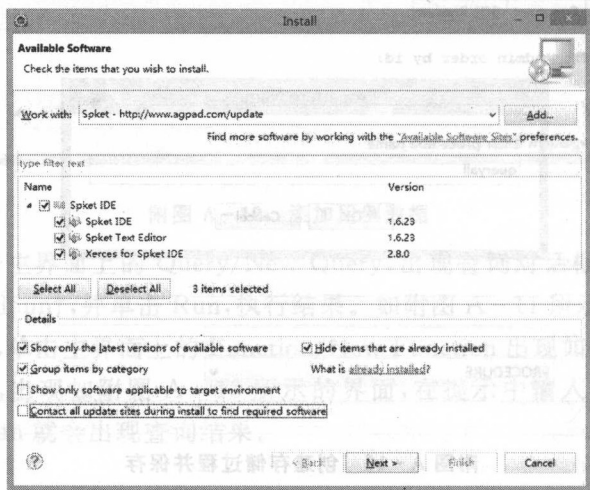 Install
Available Software
Check the items that you wish to install.
Work with: Spket - http://www.agpad.com/update
Add...
Find more software by working with the "Available Software Sites" preferences.
type filter text
Name Version
Spket IDE
Spket IDE 1.6.23
Spket Text Editor 1.6.23
Xerces for Spket IDE 2.8.0
Select All Deselect All 3 items selected
Details
Show only the latest versions of available software Hide items that are already installed
Group items by category What is already installed?
Show only software applicable to target environment
Contact all update sites during install to find required software
< Back Next > Finish Cancel